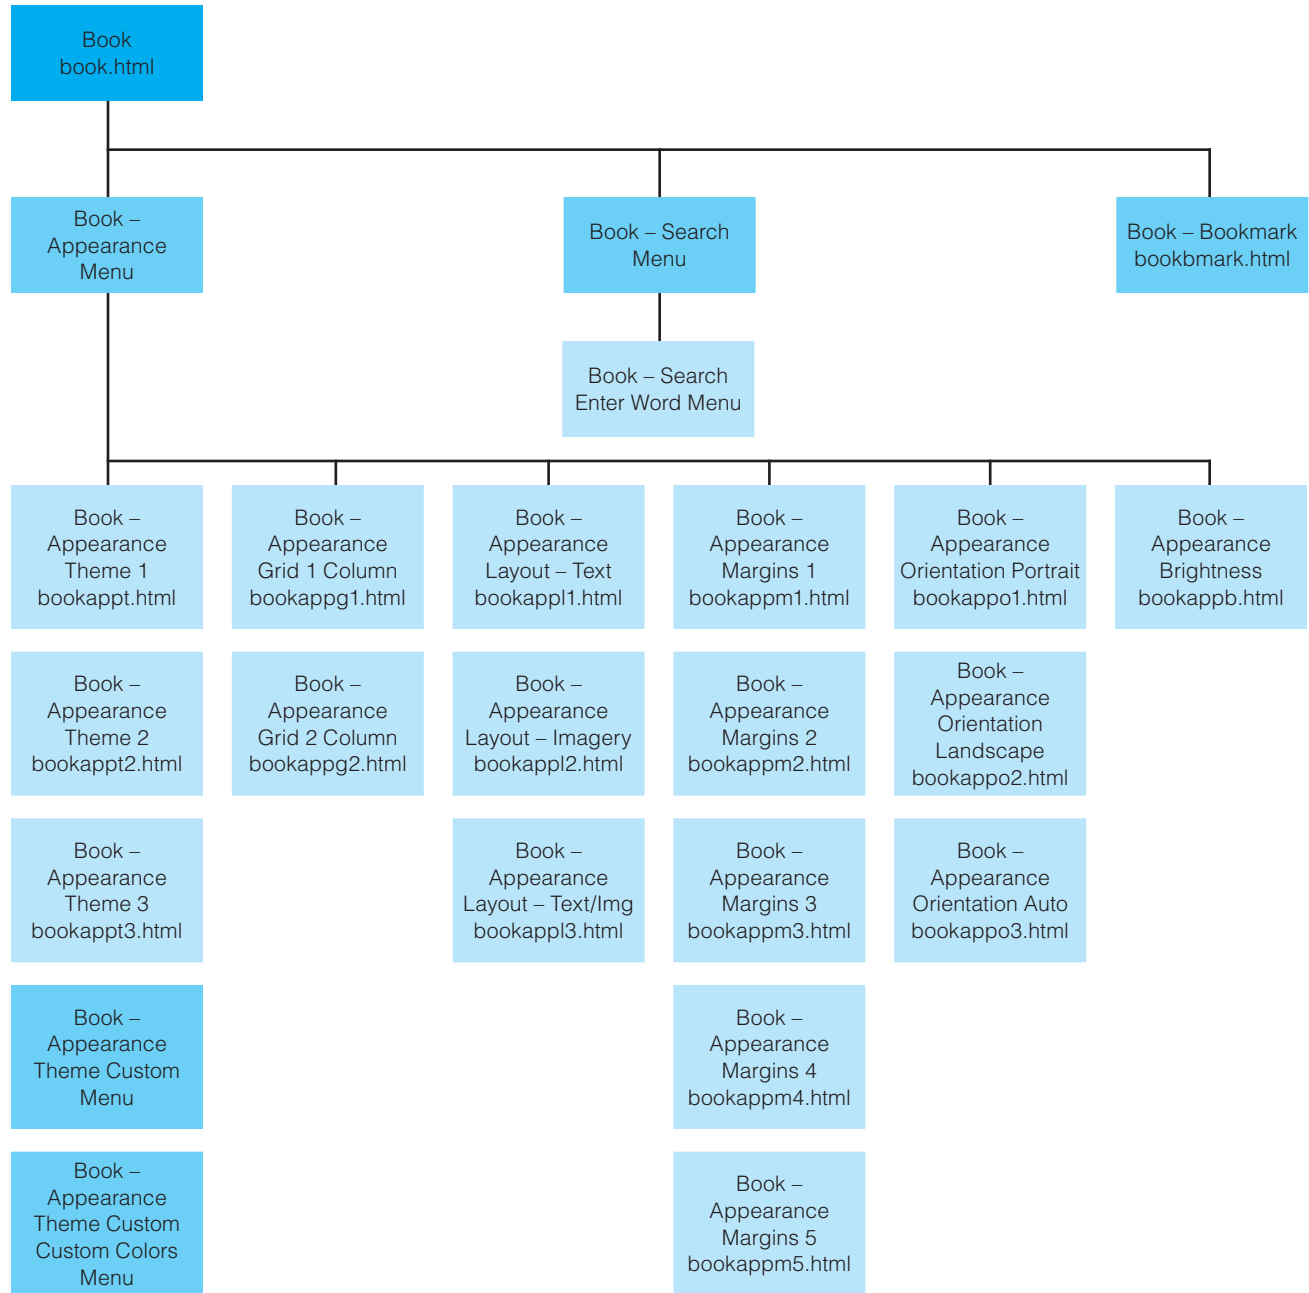 Book
book.html
Book –
Appearance
Menu
Book – Search
Menu
Book – Bookmark
bookbmark.html
Book – Search
Enter Word Menu
Book –
Appearance
Theme 1
bookappt.html
Book –
Appearance
Grid 1 Column
bookappg1.html
Book –
Appearance
Layout – Text
bookappl1.html
Book –
Appearance
Margins 1
bookappm1.html
Book –
Appearance
Orientation Portrait
bookappo1.html
Book –
Appearance
Brightness
bookappb.html
Book –
Appearance
Theme 2
bookappt2.html
Book –
Appearance
Grid 2 Column
bookappg2.html
Book –
Appearance
Layout – Imagery
bookappl2.html
Book –
Appearance
Margins 2
bookappm2.html
Book –
Appearance
Orientation
Landscape
bookappo2.html
Book –
Appearance
Theme 3
bookappt3.html
Book –
Appearance
Layout – Text/Img
bookappl3.html
Book –
Appearance
Margins 3
bookappm3.html
Book –
Appearance
Orientation Auto
bookappo3.html
Book –
Appearance
Theme Custom
Menu
Book –
Appearance
Margins 4
bookappm4.html
Book –
Appearance
Theme Custom
Custom Colors
Menu
Book –
Appearance
Margins 5
bookappm5.html